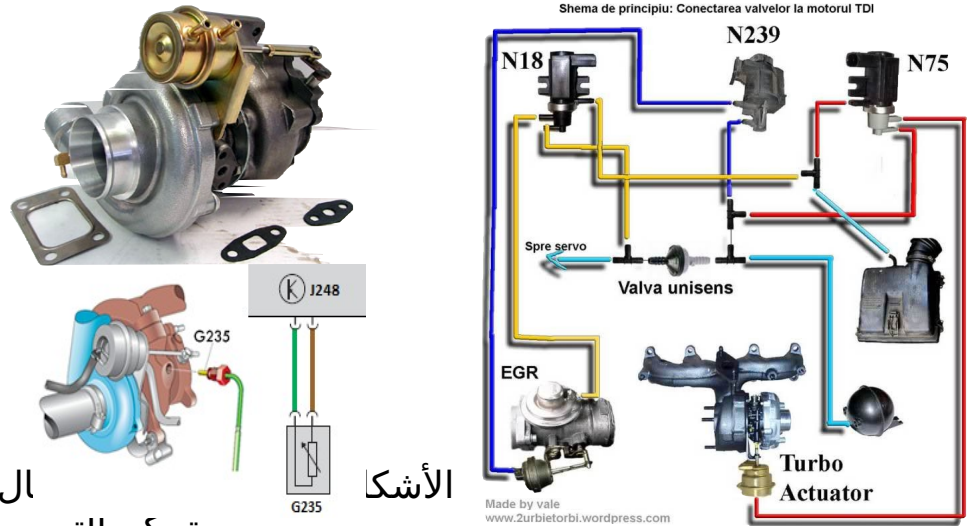 Shema de principiu: Conectarea valvelor la motorul TDI
N18
N239
N75
Spre servo
Valva unisens
EGR
Turbo
Actuator
Made by vale
www.2urbietorbi.wordpress.com
K J248
G235
G235